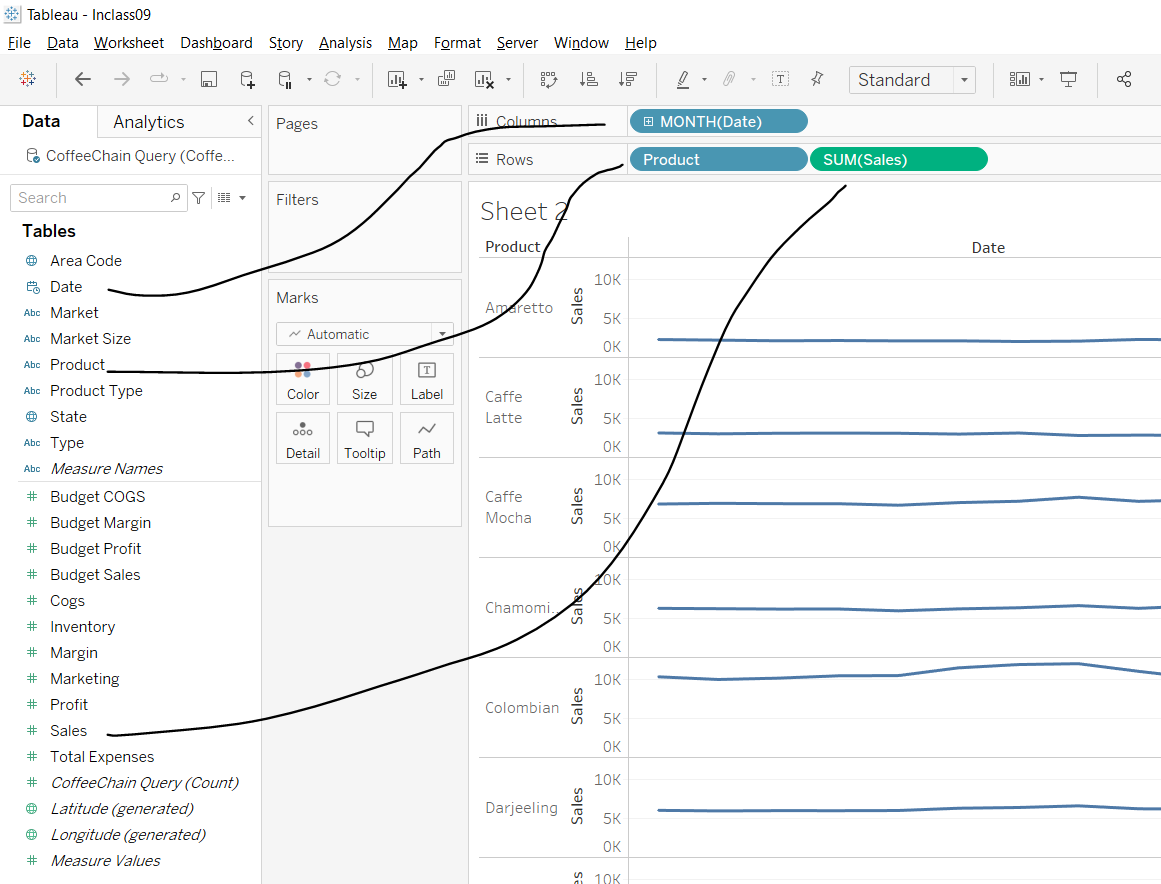 Tableau - Inclass09
File Data Worksheet Dashboard Story Analysis Map Format Server Window Help
Standard
Data Analytics
CoffeeChain Query (Coffe...
Search
Tables
Area Code
Date
Market
Abc Market Size
Abc Product
Abc Product Type
State
Abc Type
Abc Measure Names
Budget COGS
Budget Margin
Budget Profit
Budget Sales
Cogs
Inventory
Margin
Marketing
Profit
Sales
Total Expenses
CoffeeChain Query (Count)
Latitude (generated)
Longitude (generated)
Measure Values
Pages
Filters
Marks
Automatic
Color Size Label
Detail Tooltip Path
Columns MONTH(Date)
Rows Product SUM(Sales)
Sheet 2
Product Date
Amaretto Sales 10K 5K 0K
Caffe Latte Sales 10K 5K 0K
Caffe Mocha Sales 10K 5K 0K
Chamomi.. Sales 10K 5K 0K
Colombian Sales 10K 5K 0K
Darjeeling Sales 10K 5K 0K
10K